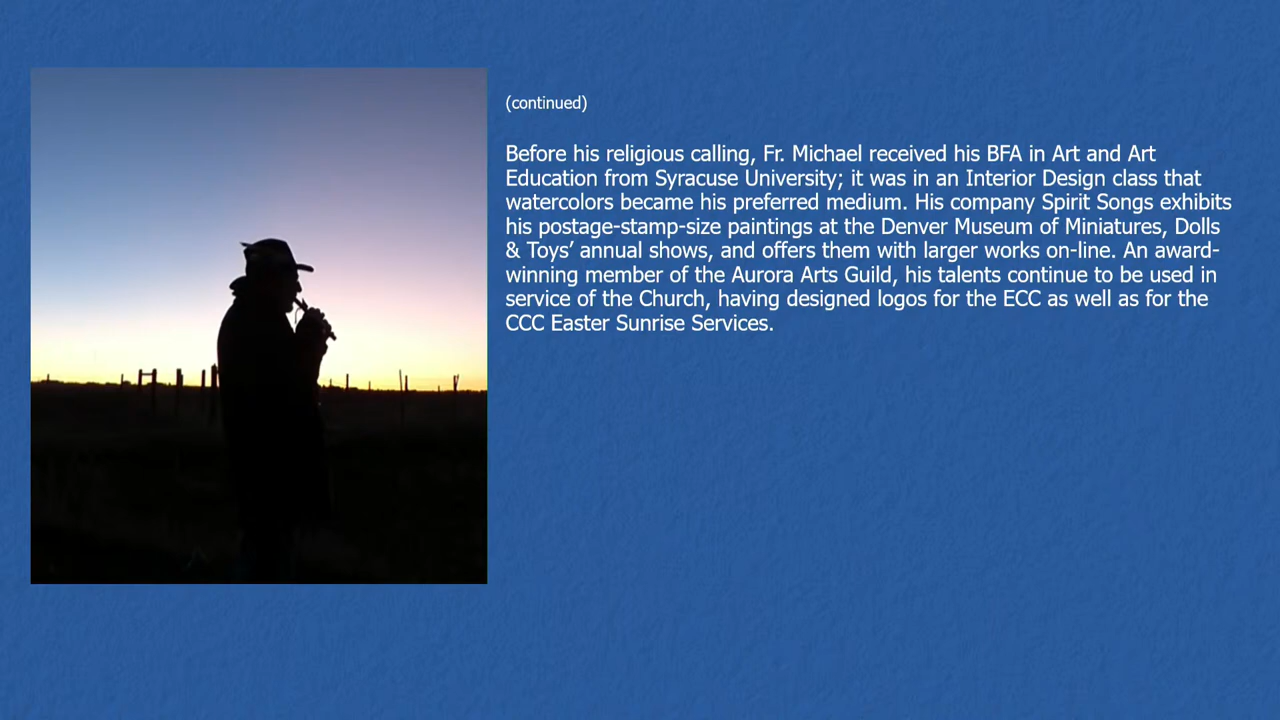 (continued)
Before his religious calling, Fr. Michael received his BFA in Art and Art
Education from Syracuse University; it was in an Interior Design class that
watercolors became his preferred medium. His company Spirit Songs exhibits
his postage-stamp-size paintings at the Denver Museum of Miniatures, Dolls
& Toys’ annual shows, and offers them with larger works on-line. An award-
winning member of the Aurora Arts Guild, his talents continue to be used in
service of the Church, having designed logos for the ECC as well as for the
CCC Easter Sunrise Services.